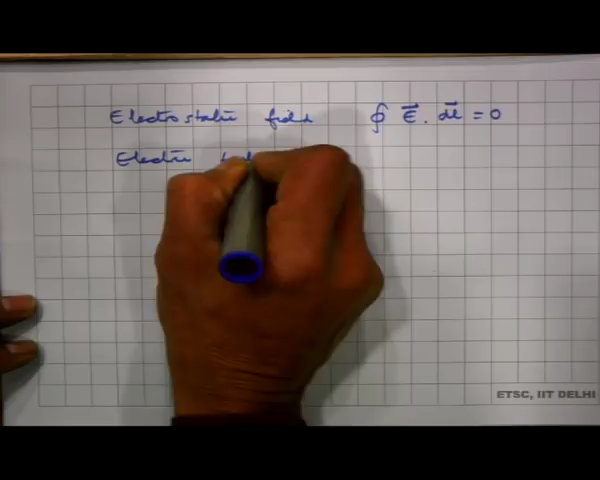 Electrostatic field ∮ E⃗ . dl⃗ = 0
Electric
ETSC, IIT DELHI